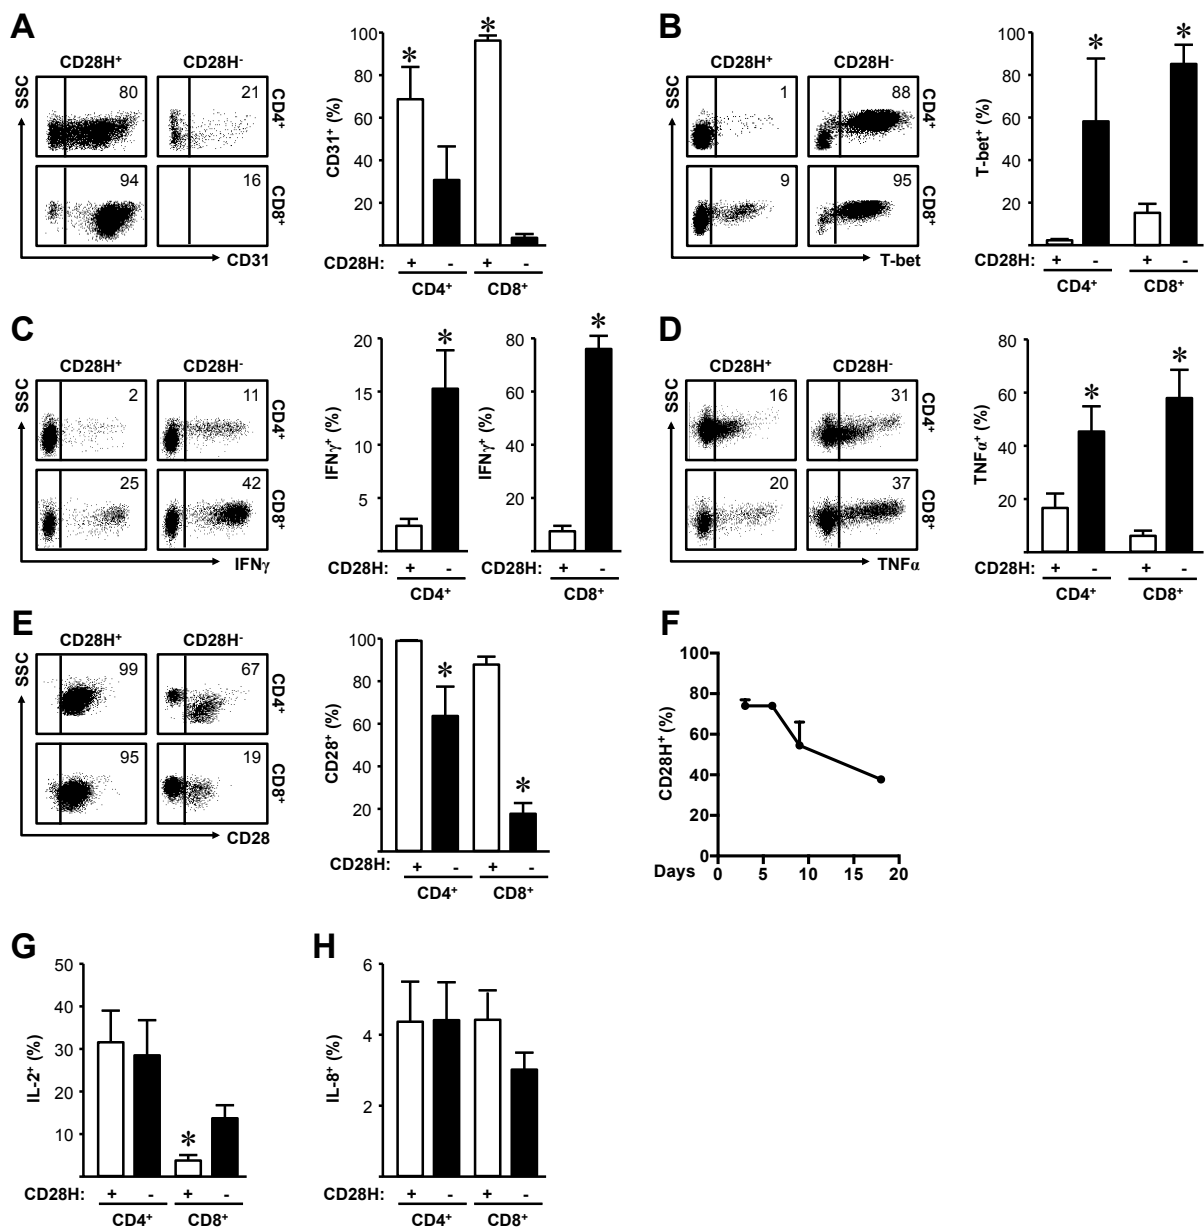 A
CD28H⁺ CD28H⁻
SSC
80 21
CD4⁺
94 16
CD8⁺
CD31
CD31⁺ (%)
100
80
60
40
20
* *
CD28H: + - + -
CD4⁺ CD8⁺
B
CD28H⁺ CD28H⁻
SSC
1 88
CD4⁺
9 95
CD8⁺
T-bet
T-bet⁺ (%)
100
80
60
40
20
0
* *
CD28H: + - + -
CD4⁺ CD8⁺
C
CD28H⁺ CD28H⁻
SSC
2 11
CD4⁺
25 42
CD8⁺
IFNγ
IFNγ⁺ (%)
20
15
10
5
*
CD28H: + -
CD4⁺
IFNγ⁺ (%)
80
60
40
20
*
CD28H: + -
CD8⁺
D
CD28H⁺ CD28H⁻
SSC
16 31
CD4⁺
20 37
CD8⁺
TNFα
TNFα⁺ (%)
80
60
40
20
* *
CD28H: + - + -
CD4⁺ CD8⁺
E
CD28H⁺ CD28H⁻
SSC
99 67
CD4⁺
95 19
CD8⁺
CD28
CD28⁺ (%)
100
80
60
40
20
* *
CD28H: + - + -
CD4⁺ CD8⁺
F
CD28H⁺ (%)
100
80
60
40
20
0
Days 0 5 10 15 20
G
IL-2⁺ (%)
50
40
30
20
10
*
CD28H: + - + -
CD4⁺ CD8⁺
H
IL-8⁺ (%)
6
4
2
CD28H: + - + -
CD4⁺ CD8⁺